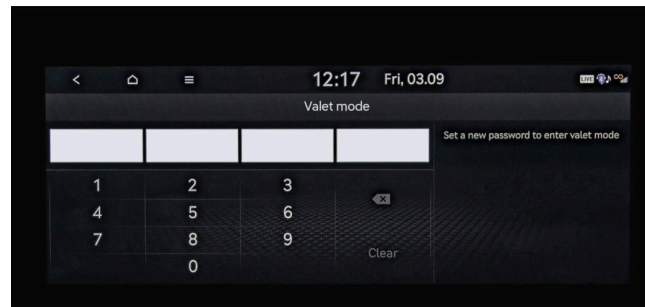 12:17 Fri, 03.09 LIVE
Valet mode
Set a new password to enter valet mode
1 2 3
4 5 6
7 8 9
Clear
0